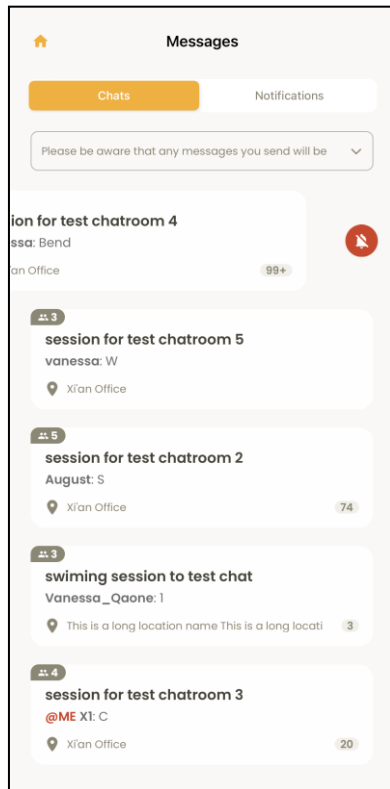 Messages
Chats
Notifications
Please be aware that any messages you send will be
ion for test chatroom 4
ssa: Bend
an Office
99+
3
session for test chatroom 5
vanessa: W
Xi'an Office
5
session for test chatroom 2
August: S
Xi'an Office
74
3
swiming session to test chat
Vanessa_Qaone: 1
This is a long location name This is a long locati
3
4
session for test chatroom 3
@ME X1: C
Xi'an Office
20